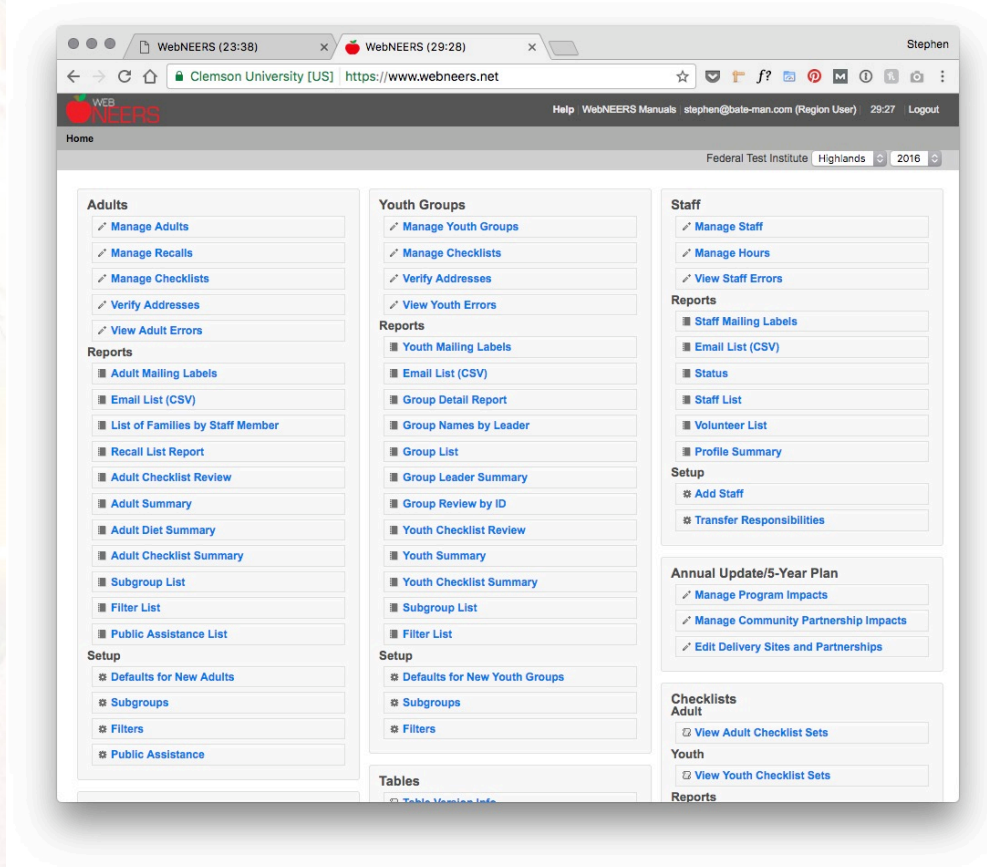 WebNEERS (23:38)
WebNEERS (29:28)
Stephen
Clemson University [US] https://www.webneers.net
WEB
NEERS
Help WebNEERS Manuals stephen@bate-man.com (Region User) 29:27 Logout
Home
Federal Test Institute Highlands 2016
Adults
Manage Adults
Manage Recalls
Manage Checklists
Verify Addresses
View Adult Errors
Reports
Adult Mailing Labels
Email List (CSV)
List of Families by Staff Member
Recall List Report
Adult Checklist Review
Adult Summary
Adult Diet Summary
Adult Checklist Summary
Subgroup List
Filter List
Public Assistance List
Setup
Defaults for New Adults
Subgroups
Filters
Public Assistance
Youth Groups
Manage Youth Groups
Manage Checklists
Verify Addresses
View Youth Errors
Reports
Youth Mailing Labels
Email List (CSV)
Group Detail Report
Group Names by Leader
Group List
Group Leader Summary
Group Review by ID
Youth Checklist Review
Youth Summary
Youth Checklist Summary
Subgroup List
Filter List
Setup
Defaults for New Youth Groups
Subgroups
Filters
Tables
Table Version Info
Staff
Manage Staff
Manage Hours
View Staff Errors
Reports
Staff Mailing Labels
Email List (CSV)
Status
Staff List
Volunteer List
Profile Summary
Setup
Add Staff
Transfer Responsibilities
Annual Update/5-Year Plan
Manage Program Impacts
Manage Community Partnership Impacts
Edit Delivery Sites and Partnerships
Checklists
Adult
View Adult Checklist Sets
Youth
View Youth Checklist Sets
Reports